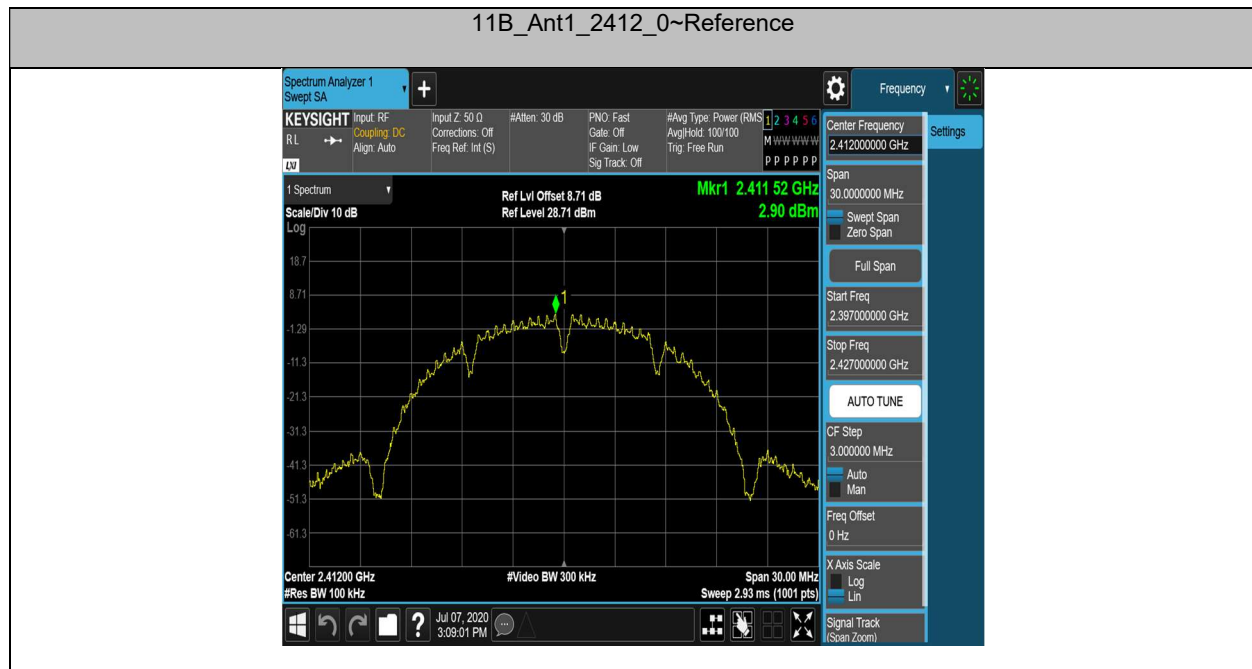 11B_Ant1_2412_0~Reference
Spectrum Analyzer 1
Swept SA
+
Frequency
KEYSIGHT
RL
LXI
Input: RF
Coupling: DC
Align: Auto
Input Z: 50 Ω
Corrections: Off
Freq Ref: Int (S)
#Atten: 30 dB
PNO: Fast
Gate: Off
IF Gain: Low
Sig Track: Off
#Avg Type: Power (RMS
Avg|Hold: 100/100
Trig: Free Run
1 2 3 4 5 6
M W W W W W
P P P P P P
1 Spectrum
Scale/Div 10 dB
Ref Lvl Offset 8.71 dB
Ref Level 28.71 dBm
Mkr1 2.411 52 GHz
2.90 dBm
Log
18.7
8.71
-1.29
-11.3
-21.3
-31.3
-41.3
-51.3
-61.3
1
Center 2.41200 GHz
#Res BW 100 kHz
#Video BW 300 kHz
Span 30.00 MHz
Sweep 2.93 ms (1001 pts)
Center Frequency
2.412000000 GHz
Settings
Span
30.0000000 MHz
Swept Span
Zero Span
Full Span
Start Freq
2.397000000 GHz
Stop Freq
2.427000000 GHz
AUTO TUNE
CF Step
3.000000 MHz
Auto
Man
Freq Offset
0 Hz
X Axis Scale
Log
Lin
Signal Track
(Span Zoom)
?
Jul 07, 2020
3:09:01 PM